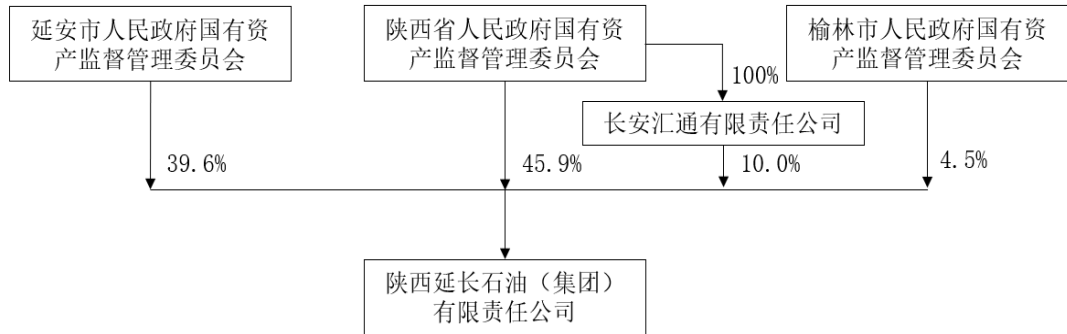 延安市人民政府国有资
产监督管理委员会
陕西省人民政府国有资
产监督管理委员会
榆林市人民政府国有资
产监督管理委员会
100%
长安汇通有限责任公司
39.6%
45.9%
10.0%
4.5%
陕西延长石油（集团）
有限责任公司